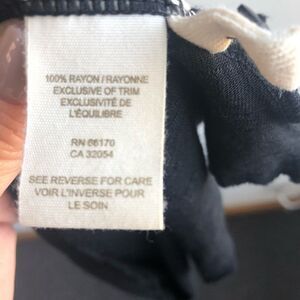 100% RAYON / RAYONNE
EXCLUSIVE OF TRIM
EXCLUSIVITÉ DE
L'ÉQUILIBRE
RN 66170
CA 32054
SEE REVERSE FOR CARE
VOIR L'INVERSE POUR
LE SOIN